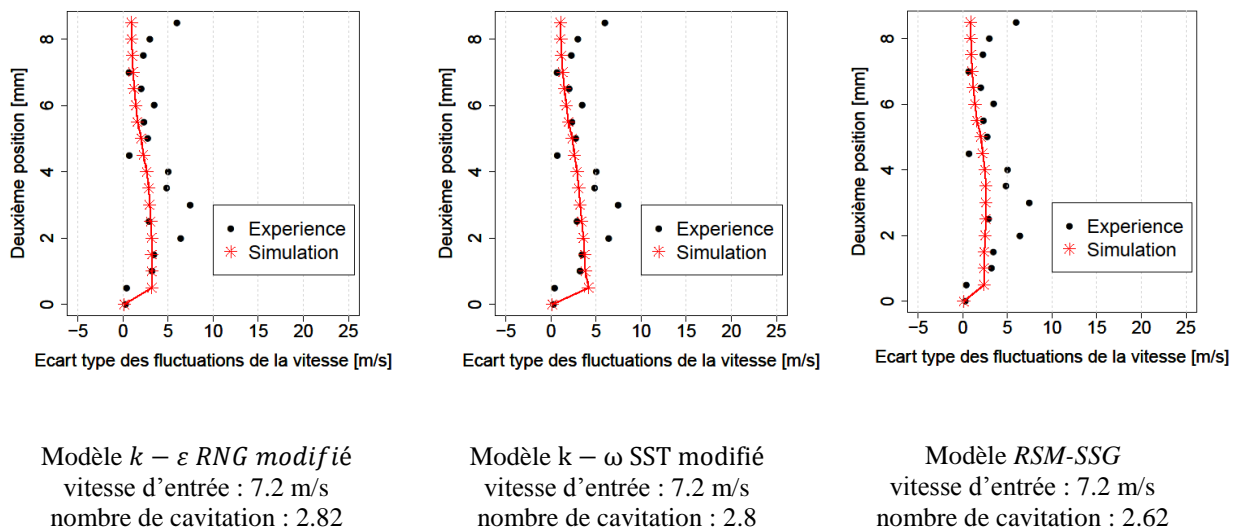 Deuxième position [mm]
8
6
4
2
0
Experience
Simulation
−5 0 5 10 15 20 25
Ecart type des fluctuations de la vitesse [m/s]
Modèle k − ε RNG modifié
vitesse d'entrée : 7.2 m/s
nombre de cavitation : 2.82
Deuxième position [mm]
8
6
4
2
0
Experience
Simulation
−5 0 5 10 15 20 25
Ecart type des fluctuations de la vitesse [m/s]
Modèle k − ω SST modifié
vitesse d'entrée : 7.2 m/s
nombre de cavitation : 2.8
Deuxième position [mm]
8
6
4
2
0
Experience
Simulation
−5 0 5 10 15 20 25
Ecart type des fluctuations de la vitesse [m/s]
Modèle RSM-SSG
vitesse d'entrée : 7.2 m/s
nombre de cavitation : 2.62